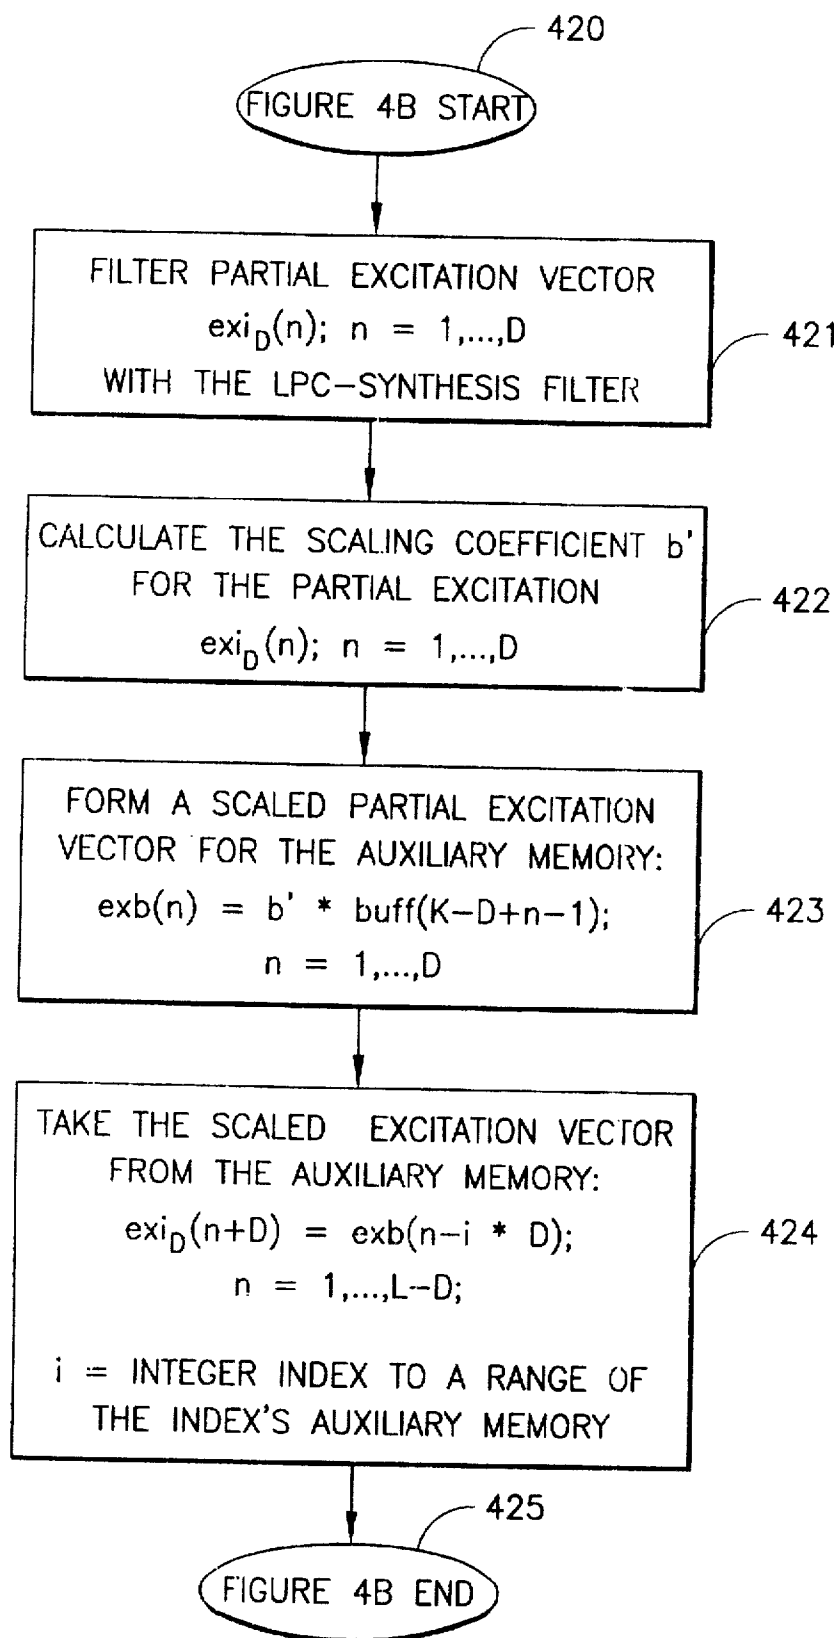 420
FIGURE 4B START
FILTER PARTIAL EXCITATION VECTOR
exi_D(n); n = 1,...,D
WITH THE LPC-SYNTHESIS FILTER
421
CALCULATE THE SCALING COEFFICIENT b'
FOR THE PARTIAL EXCITATION
exi_D(n); n = 1,...,D
422
FORM A SCALED PARTIAL EXCITATION
VECTOR FOR THE AUXILIARY MEMORY:
exb(n) = b' * buff(K-D+n-1);
n = 1,...,D
423
TAKE THE SCALED EXCITATION VECTOR
FROM THE AUXILIARY MEMORY:
exi_D(n+D) = exb(n-i * D);
n = 1,...,L-D;
i = INTEGER INDEX TO A RANGE OF
THE INDEX'S AUXILIARY MEMORY
424
425
FIGURE 4B END